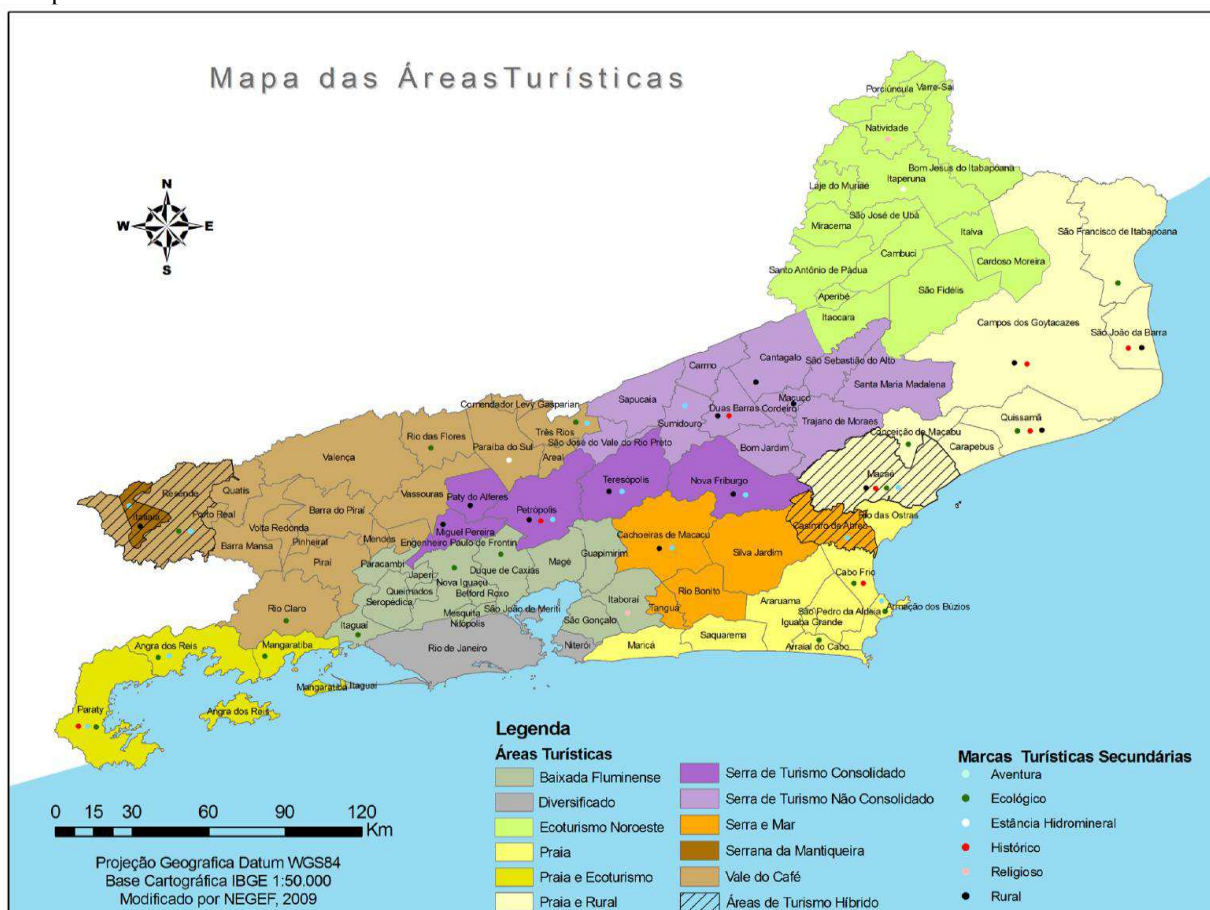 Mapa das ÁreasTurísticas
N
W
E
S
Porciúncula
Varre-Sai
Natividade
Bom Jesus do Itabapoana
Itaperuna
Laje do Muriaé
São José de Ubá
Miracema
Italva
São Francisco de Itabapoana
Cambuci
Santo Antônio de Pádua
Cardoso Moreira
Aperibé
São Fidélis
Itaocara
Campos dos Goytacazes
São João da Barra
Cantagalo
São Sebastião do Alto
Carmo
Santa Maria Madalena
Sapucaia
Macuco
Comendador Levy Gasparian
Duas Barras
Cordeiro
Sumidouro
Trajano de Moraes
Quissamã
Três Rios
Rio das Flores
São José do Vale do Rio Preto
Conceição de Macabu
Paraíba do Sul
Bom Jardim
Carapebus
Areal
Valença
Teresópolis
Nova Friburgo
Macaé
Resende
Quatis
Vassouras
Paty do Alferes
Petrópolis
Rio das Ostras
Porto Real
Barra do Piraí
Itatiaia
Volta Redonda
Miguel Pereira
Casimiro de Abreu
Cachoeiras de Macacu
Barra Mansa
Pinheiral
Mendes
Engenheiro Paulo de Frontin
Silva Jardim
Guapimirim
Piraí
Paracambi
Duque de Caxias
Magé
Cabo Frio
Japeri
Nova Iguaçu
Queimados
Belford Roxo
Rio Bonito
Araruama
Seropédica
Itaboraí
Rio Claro
São João de Meriti
Tanguá
São Pedro da Aldeia
Armação dos Búzios
Mesquita
São Gonçalo
Iguaba Grande
Nilópolis
Itaguaí
Angra dos Reis
Mangaratiba
Rio de Janeiro
Niterói
Maricá
Saquarema
Arraial do Cabo
Mangaratiba
Itaguaí
Paraty
Angra dos Reis
Legenda
Áreas Turísticas
Baixada Fluminense
Diversificado
Ecoturismo Noroeste
Praia
Praia e Ecoturismo
Praia e Rural
Serra de Turismo Consolidado
Serra de Turismo Não Consolidado
Serra e Mar
Serrana da Mantiqueira
Vale do Café
Áreas de Turismo Híbrido
Marcas Turísticas Secundárias
Aventura
Ecológico
Estância Hidromineral
Histórico
Religioso
Rural
0 15 30 60 90 120
Km
Projeção Geografica Datum WGS84
Base Cartográfica IBGE 1:50.000
Modificado por NEGEF, 2009